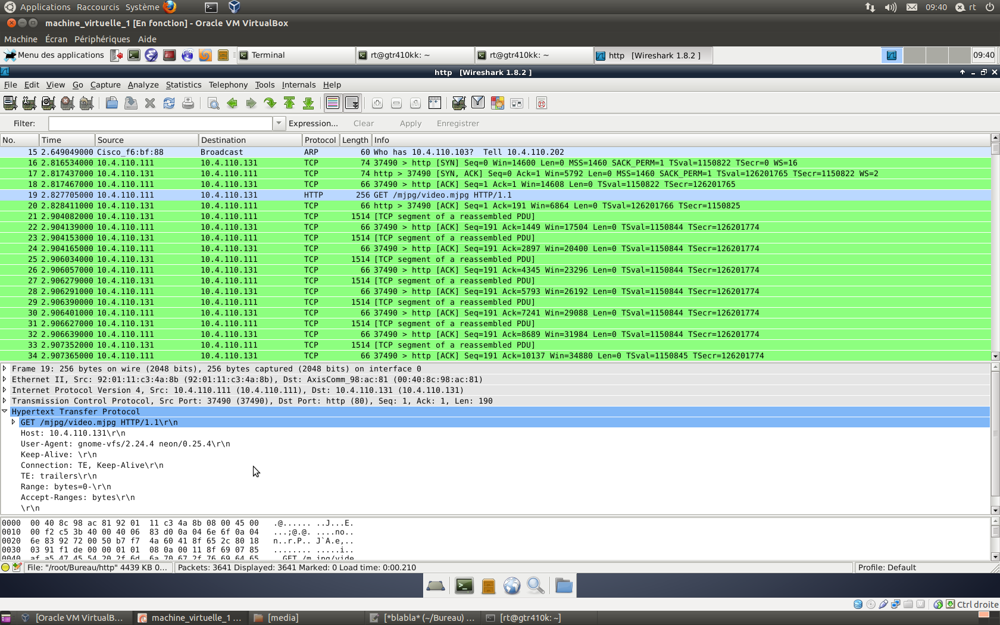 Applications Raccourcis Système 09:40 rt
machine_virtuelle_1 [En fonction] - Oracle VM VirtualBox
Machine Écran Périphériques Aide
Menu des applications Terminal rt@gtr410kk: ~ rt@gtr410kk: ~ http [Wireshark 1.8.2 ] 09:40
http [Wireshark 1.8.2 ]
File Edit View Go Capture Analyze Statistics Telephony Tools Internals Help
Filter: Expression... Clear Apply Enregistrer
No. Time Source Destination Protocol Length Info
15 2.649049000 Cisco_f6:bf:88 Broadcast ARP 60 Who has 10.4.110.103? Tell 10.4.110.202
16 2.816534000 10.4.110.111 10.4.110.131 TCP 74 37490 > http [SYN] Seq=0 Win=14600 Len=0 MSS=1460 SACK_PERM=1 TSval=1150822 TSecr=0 WS=16
17 2.817437000 10.4.110.131 10.4.110.111 TCP 74 http > 37490 [SYN, ACK] Seq=0 Ack=1 Win=5792 Len=0 MSS=1460 SACK_PERM=1 TSval=126201765 TSecr=1150822 WS=2
18 2.817467000 10.4.110.111 10.4.110.131 TCP 66 37490 > http [ACK] Seq=1 Ack=1 Win=14608 Len=0 TSval=1150822 TSecr=126201765
19 2.827705000 10.4.110.111 10.4.110.131 HTTP 256 GET /mjpg/video.mjpg HTTP/1.1
20 2.828411000 10.4.110.131 10.4.110.111 TCP 66 http > 37490 [ACK] Seq=1 Ack=191 Win=6864 Len=0 TSval=126201766 TSecr=1150825
21 2.904082000 10.4.110.131 10.4.110.111 TCP 1514 [TCP segment of a reassembled PDU]
22 2.904139000 10.4.110.111 10.4.110.131 TCP 66 37490 > http [ACK] Seq=191 Ack=1449 Win=17504 Len=0 TSval=1150844 TSecr=126201774
23 2.904153000 10.4.110.131 10.4.110.111 TCP 1514 [TCP segment of a reassembled PDU]
24 2.904165000 10.4.110.111 10.4.110.131 TCP 66 37490 > http [ACK] Seq=191 Ack=2897 Win=20400 Len=0 TSval=1150844 TSecr=126201774
25 2.906034000 10.4.110.131 10.4.110.111 TCP 1514 [TCP segment of a reassembled PDU]
26 2.906057000 10.4.110.111 10.4.110.131 TCP 66 37490 > http [ACK] Seq=191 Ack=4345 Win=23296 Len=0 TSval=1150844 TSecr=126201774
27 2.906279000 10.4.110.131 10.4.110.111 TCP 1514 [TCP segment of a reassembled PDU]
28 2.906291000 10.4.110.111 10.4.110.131 TCP 66 37490 > http [ACK] Seq=191 Ack=5793 Win=26192 Len=0 TSval=1150844 TSecr=126201774
29 2.906390000 10.4.110.131 10.4.110.111 TCP 1514 [TCP segment of a reassembled PDU]
30 2.906401000 10.4.110.111 10.4.110.131 TCP 66 37490 > http [ACK] Seq=191 Ack=7241 Win=29088 Len=0 TSval=1150844 TSecr=126201774
31 2.906627000 10.4.110.131 10.4.110.111 TCP 1514 [TCP segment of a reassembled PDU]
32 2.906639000 10.4.110.111 10.4.110.131 TCP 66 37490 > http [ACK] Seq=191 Ack=8689 Win=31984 Len=0 TSval=1150844 TSecr=126201774
33 2.907352000 10.4.110.131 10.4.110.111 TCP 1514 [TCP segment of a reassembled PDU]
34 2.907365000 10.4.110.111 10.4.110.131 TCP 66 37490 > http [ACK] Seq=191 Ack=10137 Win=34880 Len=0 TSval=1150845 TSecr=126201774
Frame 19: 256 bytes on wire (2048 bits), 256 bytes captured (2048 bits) on interface 0
Ethernet II, Src: 92:01:11:c3:4a:8b (92:01:11:c3:4a:8b), Dst: AxisComm_98:ac:81 (00:40:8c:98:ac:81)
Internet Protocol Version 4, Src: 10.4.110.111 (10.4.110.111), Dst: 10.4.110.131 (10.4.110.131)
Transmission Control Protocol, Src Port: 37490 (37490), Dst Port: http (80), Seq: 1, Ack: 1, Len: 190
Hypertext Transfer Protocol
GET /mjpg/video.mjpg HTTP/1.1\r\n
Host: 10.4.110.131\r\n
User-Agent: gnome-vfs/2.24.4 neon/0.25.4\r\n
Keep-Alive: \r\n
Connection: TE, Keep-Alive\r\n
TE: trailers\r\n
Range: bytes=0-\r\n
Accept-Ranges: bytes\r\n
\r\n
0000 00 40 8c 98 ac 81 92 01 11 c3 4a 8b 08 00 45 00 .@...... ..J...E.
0010 00 f2 c5 3b 40 00 40 06 83 d0 0a 04 6e 6f 0a 04 ...;@.@. ....no..
0020 6e 83 92 72 00 50 b7 f7 4a 60 41 8f 65 2c 80 18 n..r.P.. J`A.e,..
0030 03 91 f1 de 00 00 01 01 08 0a 00 11 8f 69 07 85 ........ .....i..
0040 af a5 47 45 54 20 2f 6d 6a 70 67 2f 76 69 64 65 ..GET /m jpg/vide
File: "/root/Bureau/http" 4439 KB 0... Packets: 3641 Displayed: 3641 Marked: 0 Load time: 0:00.210 Profile: Default
Ctrl droite
[Oracle VM VirtualB... machine_virtuelle_1 ... [media] [*blabla* (~/Bureau) ... [rt@gtr410k: ~]